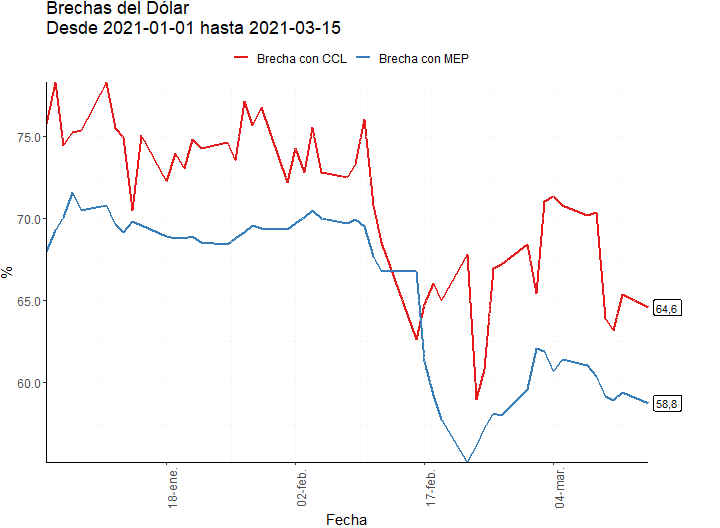 Brechas del Dólar
Desde 2021-01-01 hasta 2021-03-15
Brecha con CCL
Brecha con MEP
75.0
70.0
65.0
60.0
%
64,6
58,8
18-ene.
02-feb.
17-feb.
04-mar.
Fecha